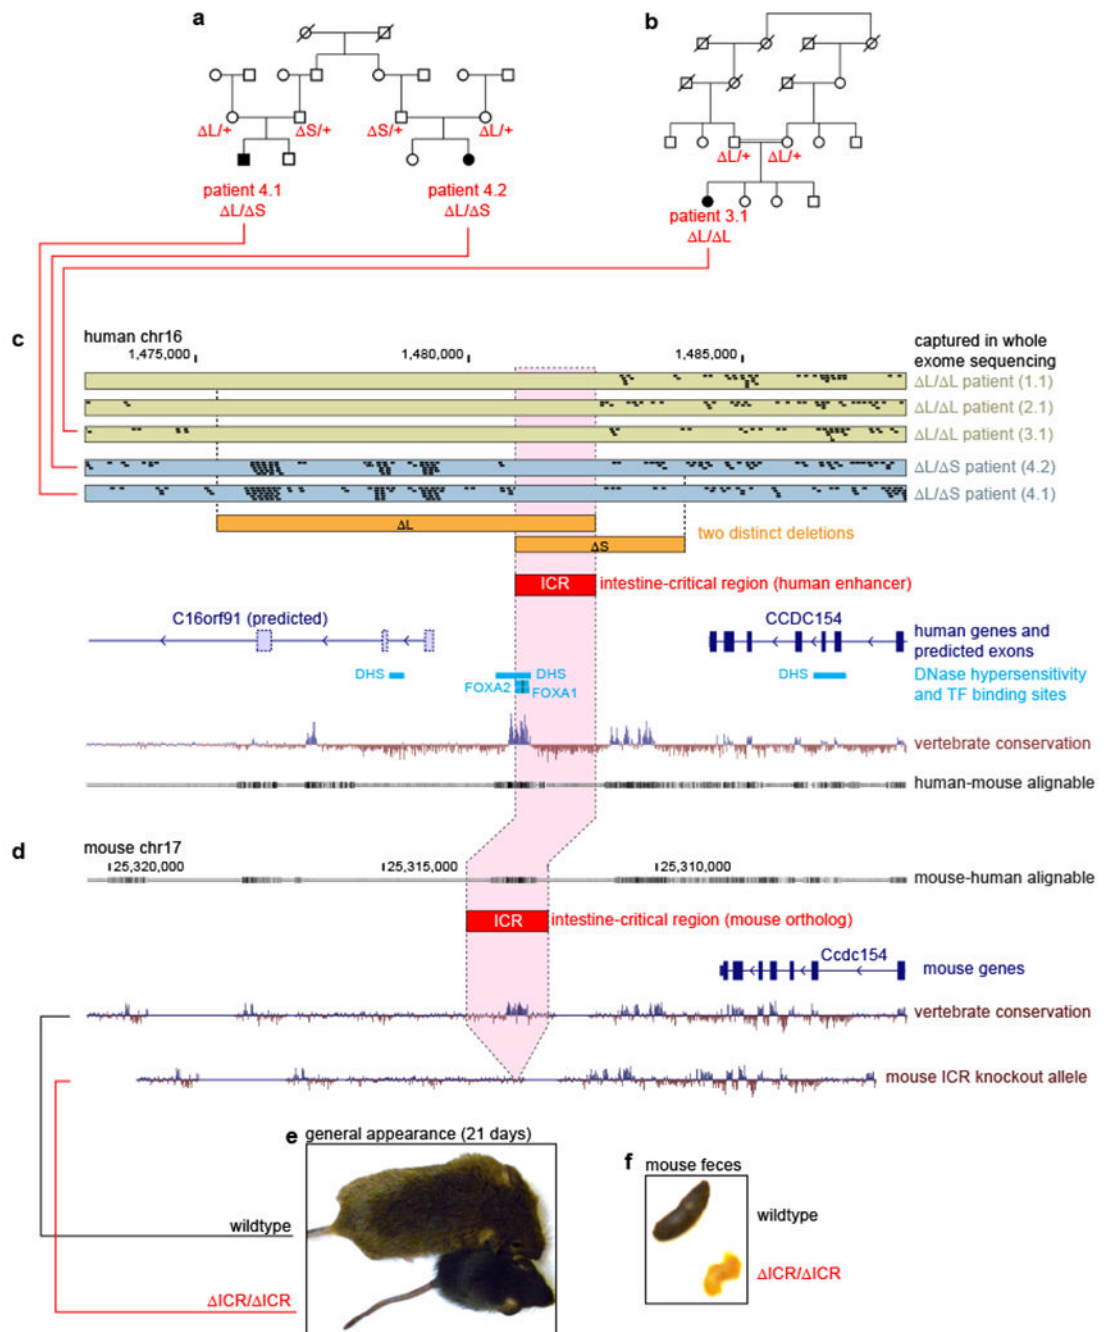 a
b
ΔL/+
ΔS/+
ΔS/+
ΔL/+
ΔL/+
ΔL/+
patient 4.1
ΔL/ΔS
patient 4.2
ΔL/ΔS
patient 3.1
ΔL/ΔL
c
human chr16
1,475,000
1,480,000
1,485,000
captured in whole
exome sequencing
ΔL/ΔL patient (1.1)
ΔL/ΔL patient (2.1)
ΔL/ΔL patient (3.1)
ΔL/ΔS patient (4.2)
ΔL/ΔS patient (4.1)
ΔL
ΔS
two distinct deletions
ICR
intestine-critical region (human enhancer)
C16orf91 (predicted)
CCDC154
human genes and
predicted exons
DHS
DHS
DHS
FOXA2
FOXA1
DNase hypersensitivity
and TF binding sites
vertebrate conservation
human-mouse alignable
d
mouse chr17
25,320,000
25,315,000
25,310,000
mouse-human alignable
ICR
intestine-critical region (mouse ortholog)
Ccdc154
mouse genes
vertebrate conservation
mouse ICR knockout allele
e
general appearance (21 days)
wildtype
ΔICR/ΔICR
f
mouse feces
wildtype
ΔICR/ΔICR